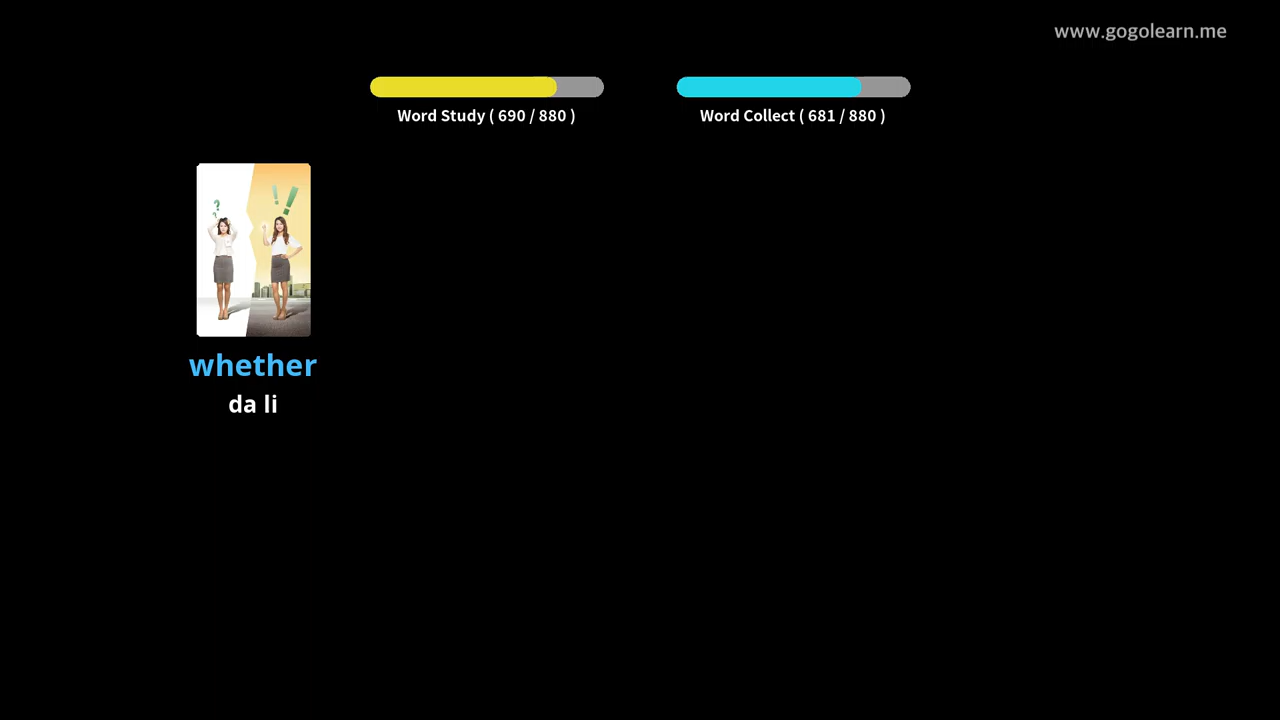 www.gogolearn.me
Word Study ( 690 / 880 )
Word Collect ( 681 / 880 )
? ?
! !
whether
da li